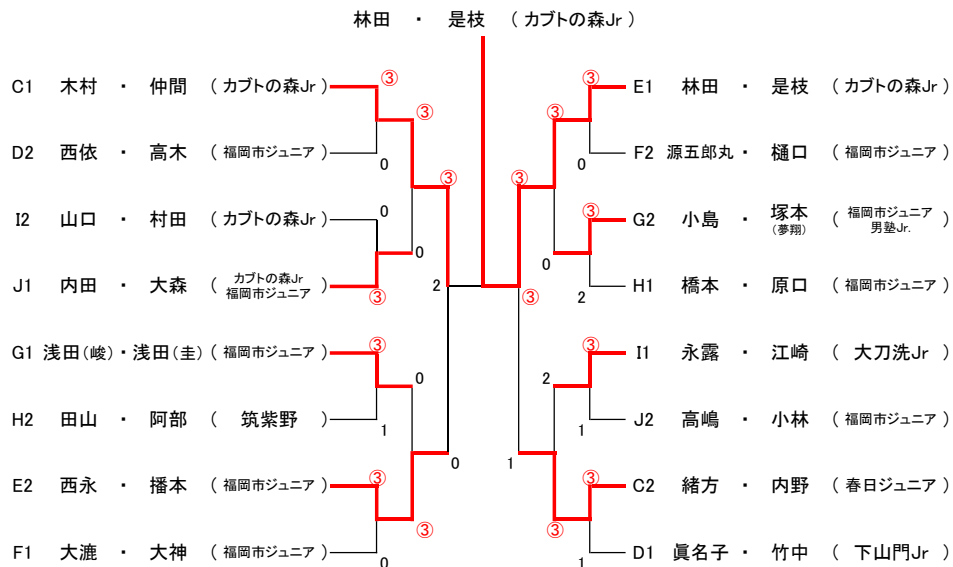 林田 ・ 是枝 （カブトの森Jr）
C1 木村 ・ 仲間 （カブトの森Jr） ③
③
D2 西依 ・ 高木 （福岡市ジュニア） 0
③
I2 山口 ・ 村田 （カブトの森Jr） 0
0
J1 内田 ・ 大森 （カブトの森Jr 福岡市ジュニア） ③
2
G1 浅田（峻）・浅田（圭）（福岡市ジュニア） ③
0
H2 田山 ・ 阿部 （ 筑紫野 ） 1
0
E2 西永 ・ 播本 （福岡市ジュニア） ③
③
F1 大漉 ・ 大神 （福岡市ジュニア） 0
③ E1 林田 ・ 是枝 （カブトの森Jr）
③
0 F2 源五郎丸 ・ 樋口 （福岡市ジュニア）
③
③ G2 小島 ・ 塚本（夢翔） （福岡市ジュニア 男塾Jr.）
0
2 H1 橋本 ・ 原口 （福岡市ジュニア）
③
③ I1 永露 ・ 江崎 （ 大刀洗Jr ）
2
1 J2 高嶋 ・ 小林 （福岡市ジュニア）
1
③ C2 緒方 ・ 内野 （春日ジュニア）
③
1 D1 眞名子 ・ 竹中 （ 下山門Jr ）